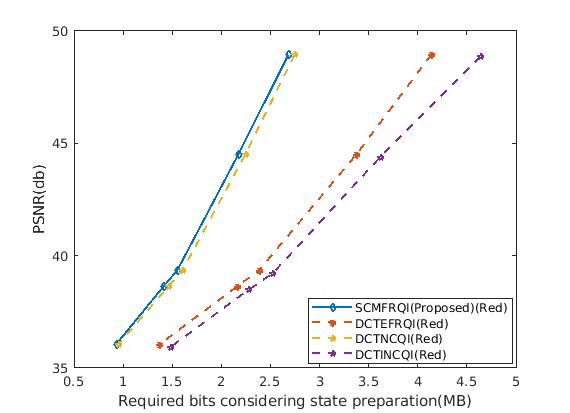 50
45
40
35
PSNR(db)
0.5 1 1.5 2 2.5 3 3.5 4 4.5 5
Required bits considering state preparation(MB)
SCMFRQI(Proposed)(Red)
DCTEFRQI(Red)
DCTNCQI(Red)
DCTINCQI(Red)